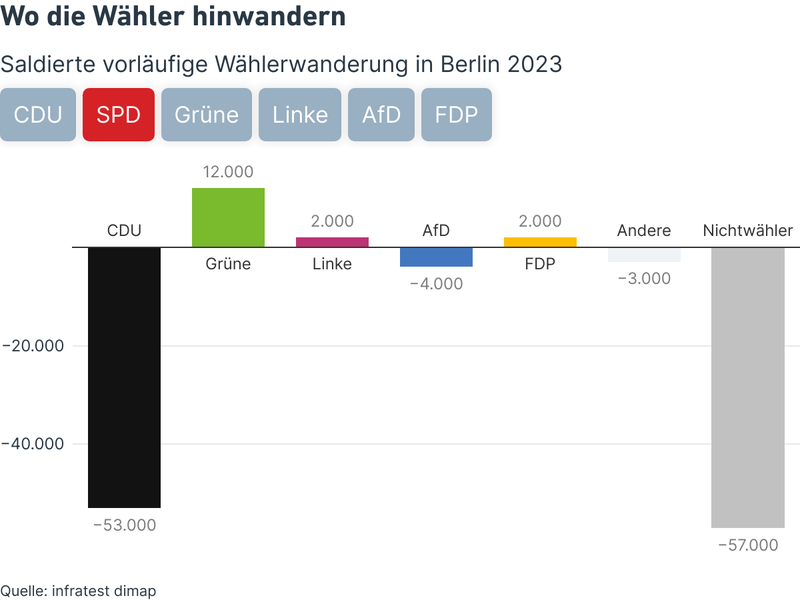 Wo die Wähler hinwandern
Saldierte vorläufige Wählerwanderung in Berlin 2023
CDU SPD Grüne Linke AfD FDP
12.000
CDU 2.000 AfD 2.000 Andere Nichtwähler
Grüne Linke −4.000 FDP −3.000
−20.000
−40.000
−53.000
−57.000
Quelle: infratest dimap